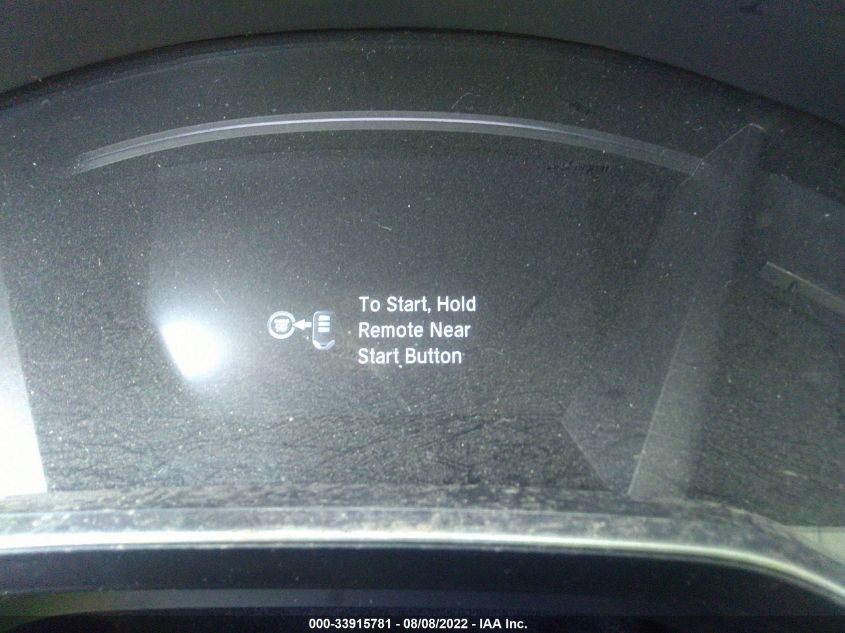 To Start, Hold
Remote Near
Start Button
000-33915781 - 08/08/2022 - IAA Inc.